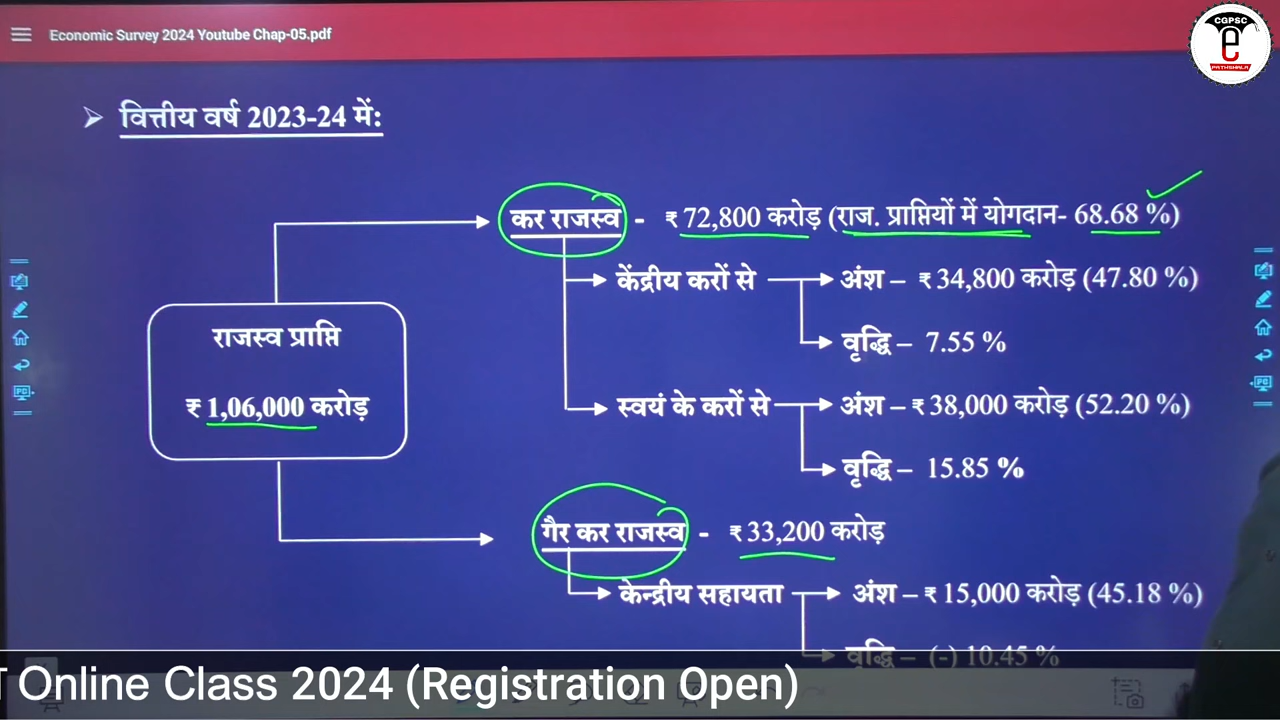 Economic Survey 2024 Youtube Chap-05.pdf
CGPSC
PATHSHALA
➢ वित्तीय वर्ष 2023-24 में:
कर राजस्व - ₹ 72,800 करोड़ (राज. प्राप्तियों में योगदान- 68.68 %)
केंद्रीय करों से
अंश – ₹ 34,800 करोड़ (47.80 %)
वृद्धि – 7.55 %
राजस्व प्राप्ति
₹ 1,06,000 करोड़
स्वयं के करों से
अंश – ₹ 38,000 करोड़ (52.20 %)
वृद्धि – 15.85 %
गैर कर राजस्व - ₹ 33,200 करोड़
केन्द्रीय सहायता
अंश – ₹ 15,000 करोड़ (45.18 %)
वृद्धि – (-) 10.45 %
Online Class 2024 (Registration Open)